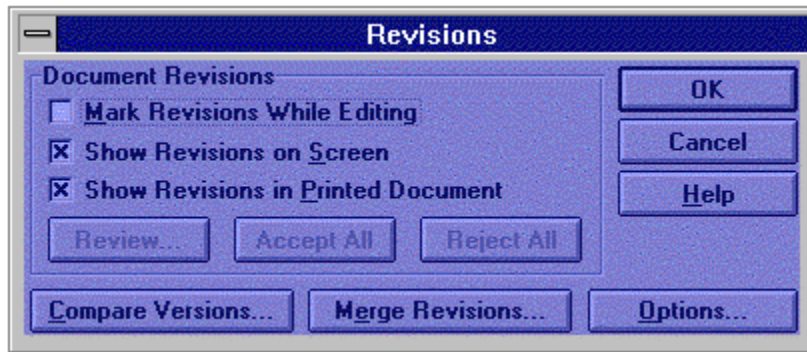 Revisions
Document Revisions
Mark Revisions While Editing
Show Revisions on Screen
Show Revisions in Printed Document
Review... Accept All Reject All
OK
Cancel
Help
Compare Versions... Merge Revisions... Options...